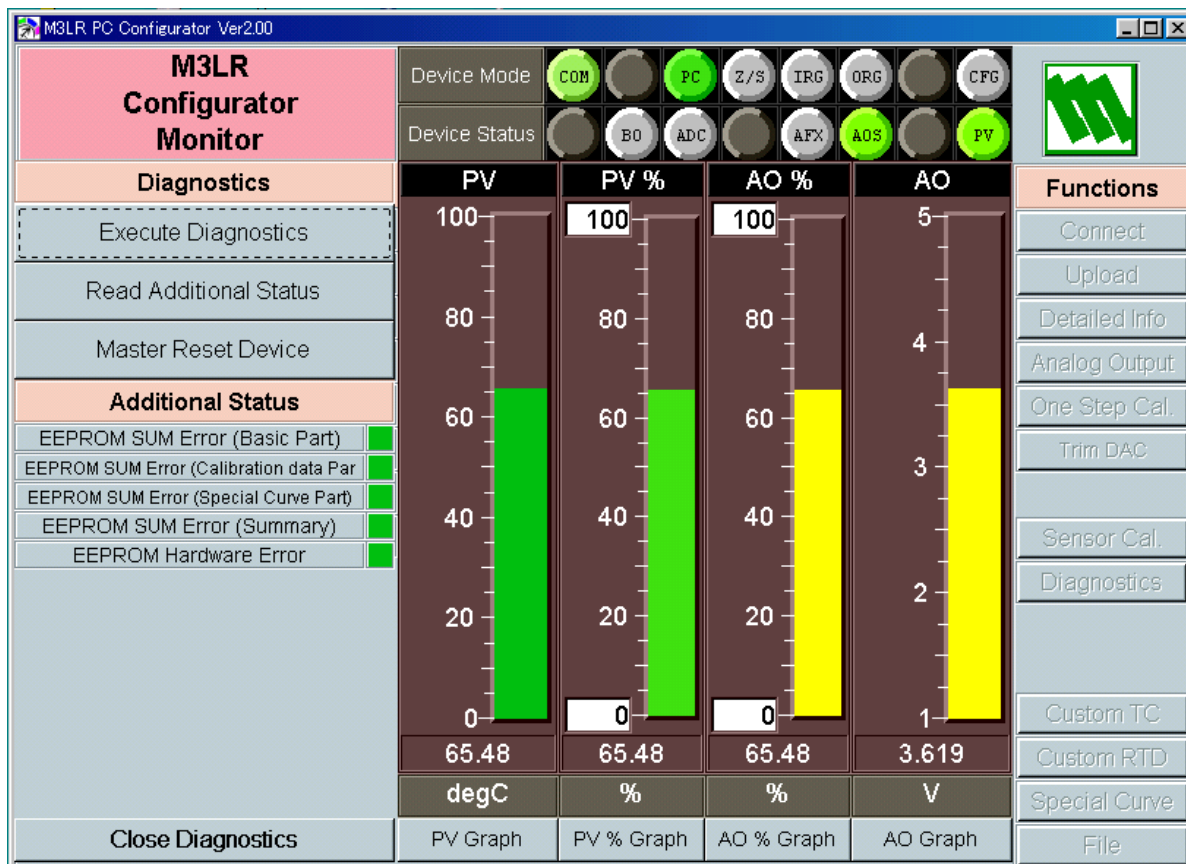 M3LR PC Configurator Ver2.00
M3LR
Configurator
Monitor
Device Mode
COM
PC
Z/S
IRG
ORG
CFG
Device Status
BO
ADC
AFX
AOS
PV
Diagnostics
Execute Diagnostics
Read Additional Status
Master Reset Device
Additional Status
EEPROM SUM Error (Basic Part)
EEPROM SUM Error (Calibration data Par
EEPROM SUM Error (Special Curve Part)
EEPROM SUM Error (Summary)
EEPROM Hardware Error
Close Diagnostics
PV
100
80
60
40
20
0
65.48
degC
PV Graph
PV %
100
80
60
40
20
0
65.48
%
PV % Graph
AO %
100
80
60
40
20
0
65.48
%
AO % Graph
AO
5
4
3
2
1
3.619
V
AO Graph
Functions
Connect
Upload
Detailed Info
Analog Output
One Step Cal.
Trim DAC
Sensor Cal.
Diagnostics
Custom TC
Custom RTD
Special Curve
File